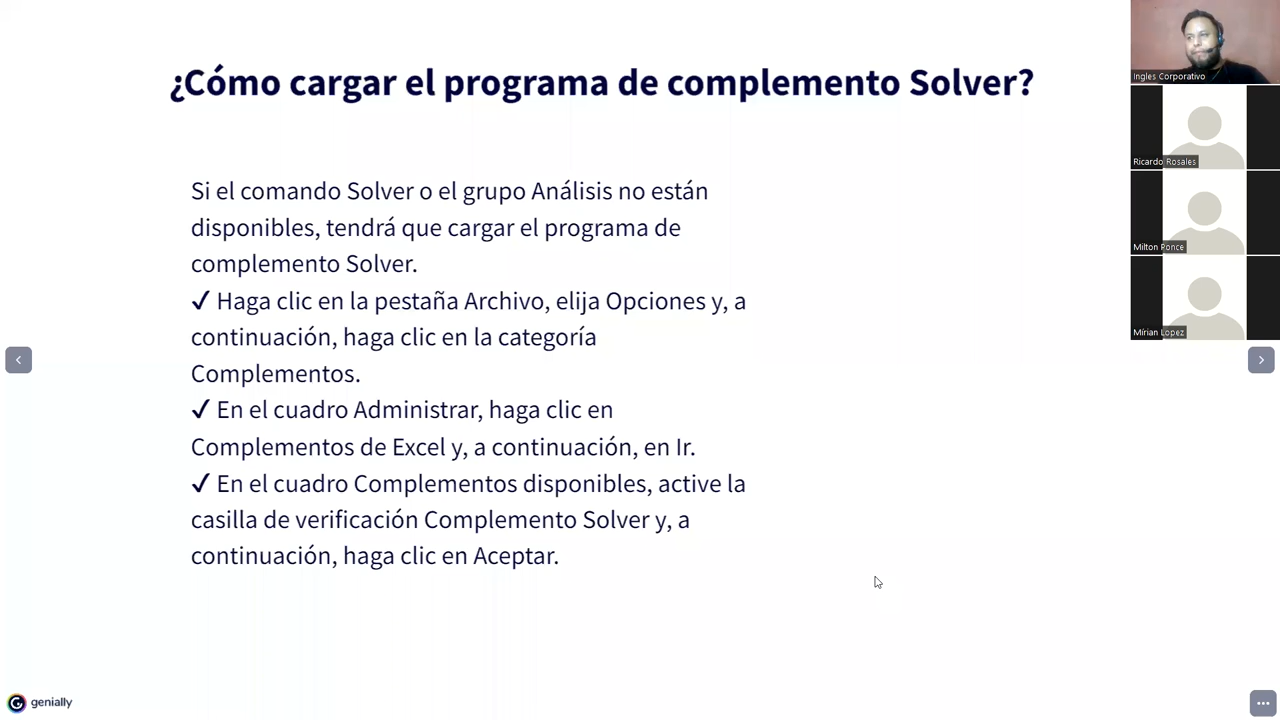 ¿Cómo cargar el programa de complemento Solver?
Si el comando Solver o el grupo Análisis no están
disponibles, tendrá que cargar el programa de
complemento Solver.
✓ Haga clic en la pestaña Archivo, elija Opciones y, a
continuación, haga clic en la categoría
Complementos.
✓ En el cuadro Administrar, haga clic en
Complementos de Excel y, a continuación, en Ir.
✓ En el cuadro Complementos disponibles, active la
casilla de verificación Complemento Solver y, a
continuación, haga clic en Aceptar.
Ingles Corporativo
Ricardo Rosales
Milton Ponce
Mírian Lopez
genially